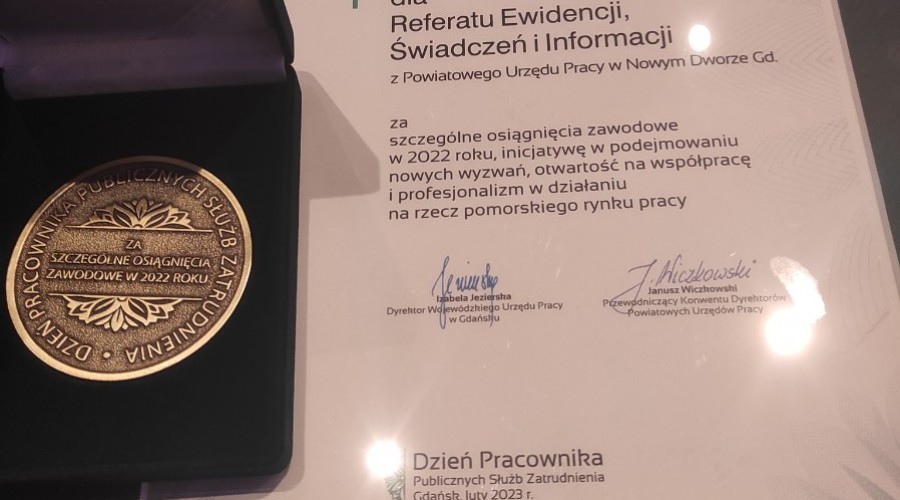 DZIEŃ PRACOWNIKA PUBLICZNYCH SŁUŻB ZATRUDNIENIA •
ZA
SZCZEGÓLNE OSIĄGNIĘCIA
ZAWODOWE W 2022 ROKU
dla
Referatu Ewidencji,
Świadczeń i Informacji
z Powiatowego Urzędu Pracy w Nowym Dworze Gd.
za
szczególne osiągnięcia zawodowe
w 2022 roku, inicjatywę w podejmowaniu
nowych wyzwań, otwartość na współpracę
i profesjonalizm w działaniu
na rzecz pomorskiego rynku pracy
Izabela Jezierska
Dyrektor Wojewódzkiego Urzędu Pracy
w Gdańsku
J. Wiczkowski
Janusz Wiczkowski
Przewodniczący Konwentu Dyrektorów
Powiatowych Urzędów Pracy
Dzień Pracownika
Publicznych Służb Zatrudnienia
Gdańsk, luty 2023 r.